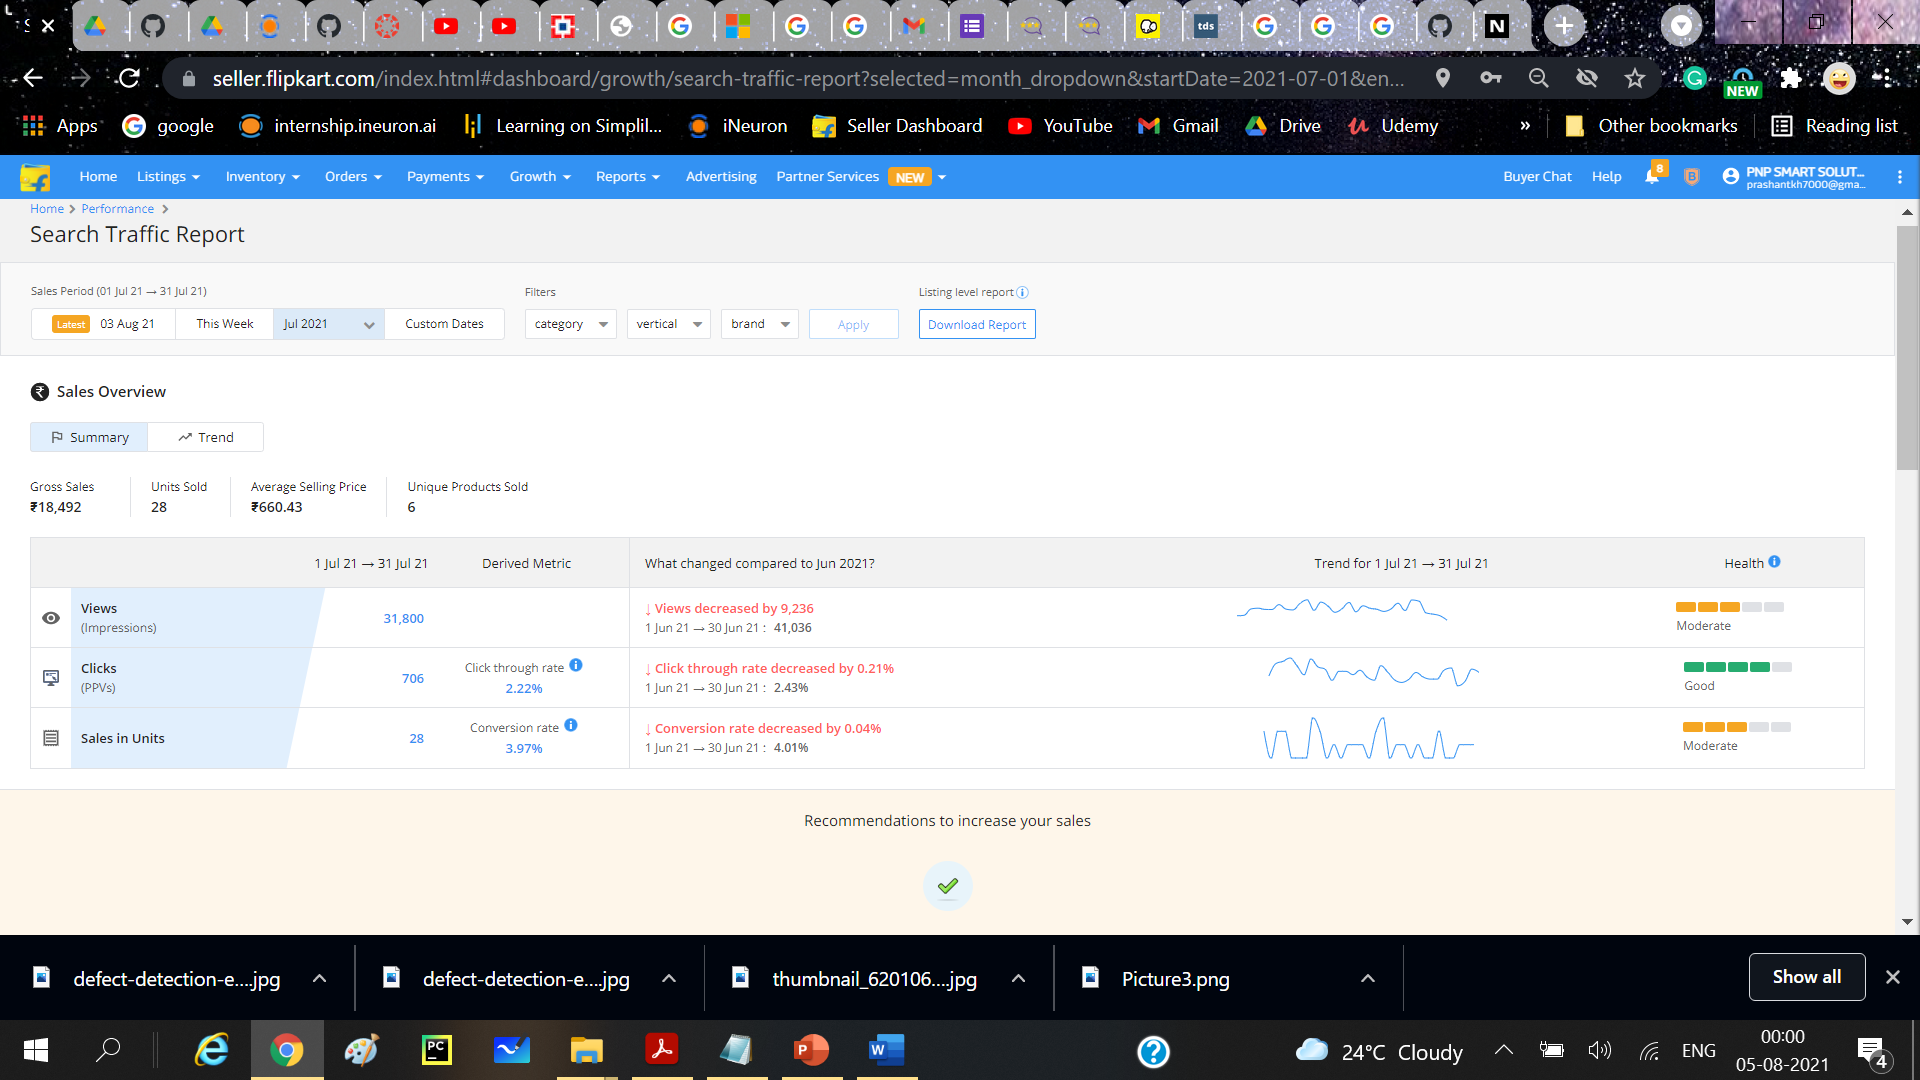 seller.flipkart.com/index.html#dashboard/growth/search-traffic-report?selected=month_dropdown&startDate=2021-07-01&en...
NEW
Apps google internship.ineuron.ai Learning on Simplil... iNeuron Seller Dashboard YouTube Gmail Drive Udemy » Other bookmarks Reading list
Home Listings Inventory Orders Payments Growth Reports Advertising Partner Services NEW Buyer Chat Help 8 PNP SMART SOLUT...
prashantkh7000@gma...
Home > Performance >
Search Traffic Report
Sales Period (01 Jul 21 → 31 Jul 21) Filters Listing level report
Latest 03 Aug 21 This Week Jul 2021 Custom Dates category vertical brand Apply Download Report
₹ Sales Overview
Summary Trend
Gross Sales Units Sold Average Selling Price Unique Products Sold
₹18,492 28 ₹660.43 6
1 Jul 21 → 31 Jul 21 Derived Metric What changed compared to Jun 2021? Trend for 1 Jul 21 → 31 Jul 21 Health
Views
(Impressions)
31,800
↓ Views decreased by 9,236
1 Jun 21 → 30 Jun 21 : 41,036
Moderate
Clicks
(PPVs)
706
Click through rate
2.22%
↓ Click through rate decreased by 0.21%
1 Jun 21 → 30 Jun 21 : 2.43%
Good
Sales in Units
28
Conversion rate
3.97%
↓ Conversion rate decreased by 0.04%
1 Jun 21 → 30 Jun 21 : 4.01%
Moderate
Recommendations to increase your sales
defect-detection-e....jpg defect-detection-e....jpg thumbnail_620106....jpg Picture3.png Show all
24°C Cloudy ENG 00:00
05-08-2021
4